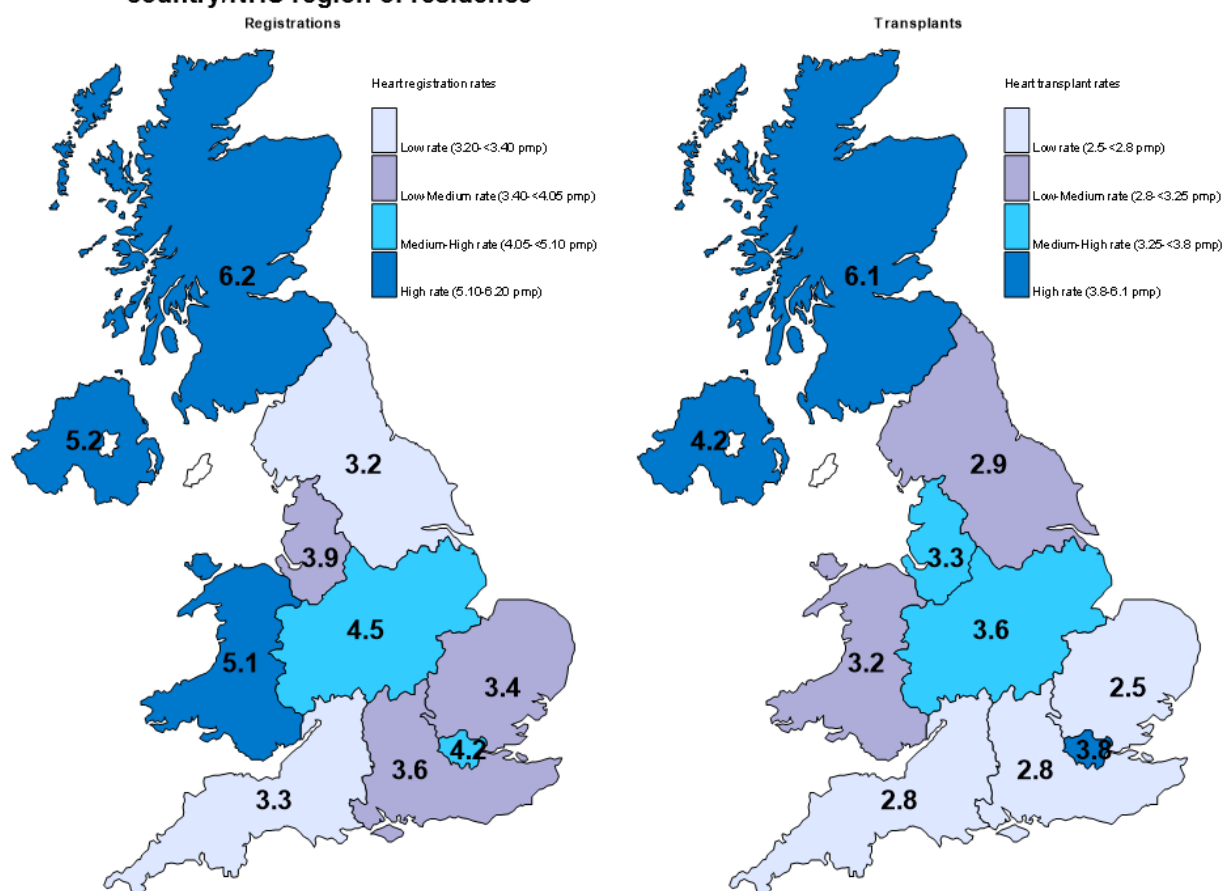 country/NHS region of residence
Registrations
Heart registration rates
Low rate (3.20-<3.40 pmp)
Low-Medium rate (3.40-<4.05 pmp)
Medium-High rate (4.05-<5.10 pmp)
High rate (5.10-6.20 pmp)
6.2
5.2
3.2
3.9
4.5
5.1
3.4
4.2
3.6
3.3
Transplants
Heart transplant rates
Low rate (2.5-<2.8 pmp)
Low-Medium rate (2.8-<3.25 pmp)
Medium-High rate (3.25-<3.8 pmp)
High rate (3.8-6.1 pmp)
6.1
4.2
2.9
3.3
3.6
3.2
2.5
3.8
2.8
2.8